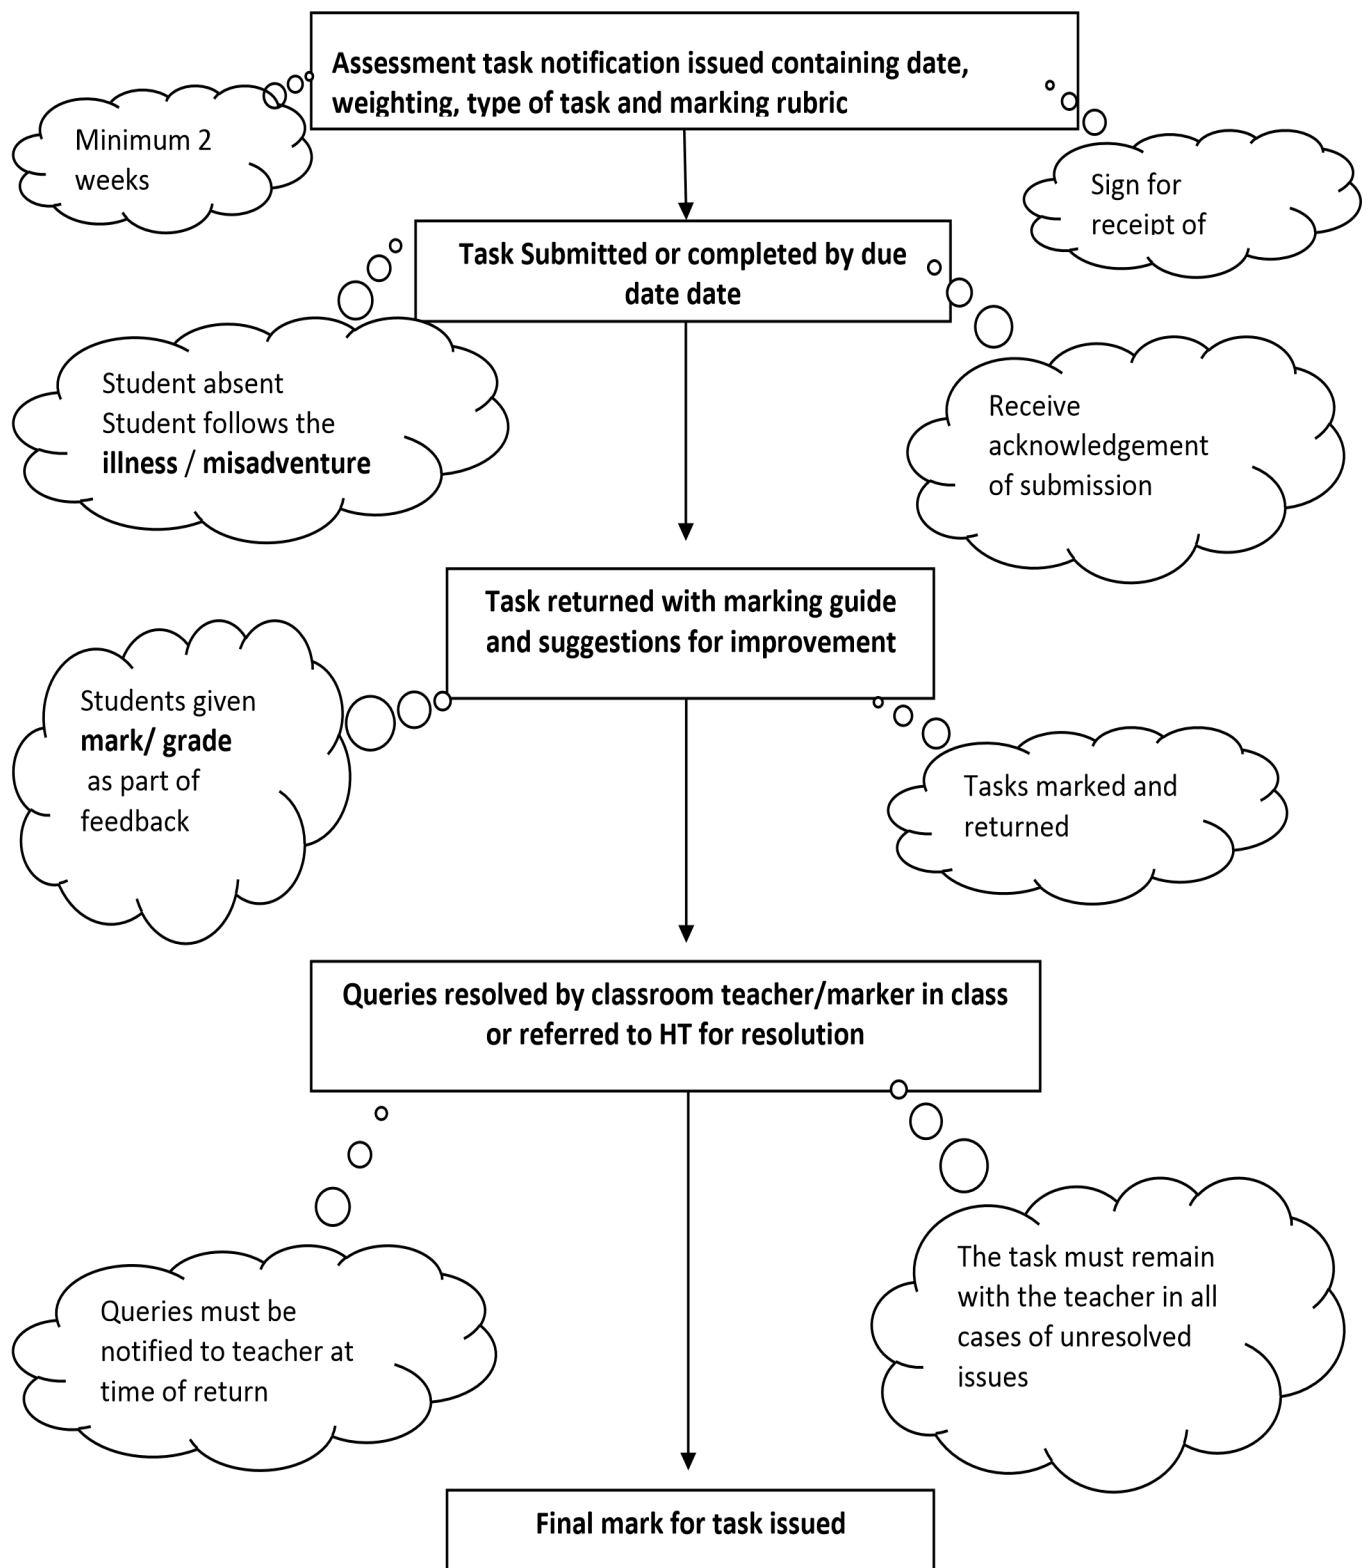 Assessment task notification issued containing date,
weighting, type of task and marking rubric
Minimum 2
weeks
Sign for
receipt of
Task Submitted or completed by due
date date
Student absent
Student follows the
illness / misadventure
Receive
acknowledgement
of submission
Task returned with marking guide
and suggestions for improvement
Students given
mark/ grade
as part of
feedback
Tasks marked and
returned
Queries resolved by classroom teacher/marker in class
or referred to HT for resolution
Queries must be
notified to teacher at
time of return
The task must remain
with the teacher in all
cases of unresolved
issues
Final mark for task issued